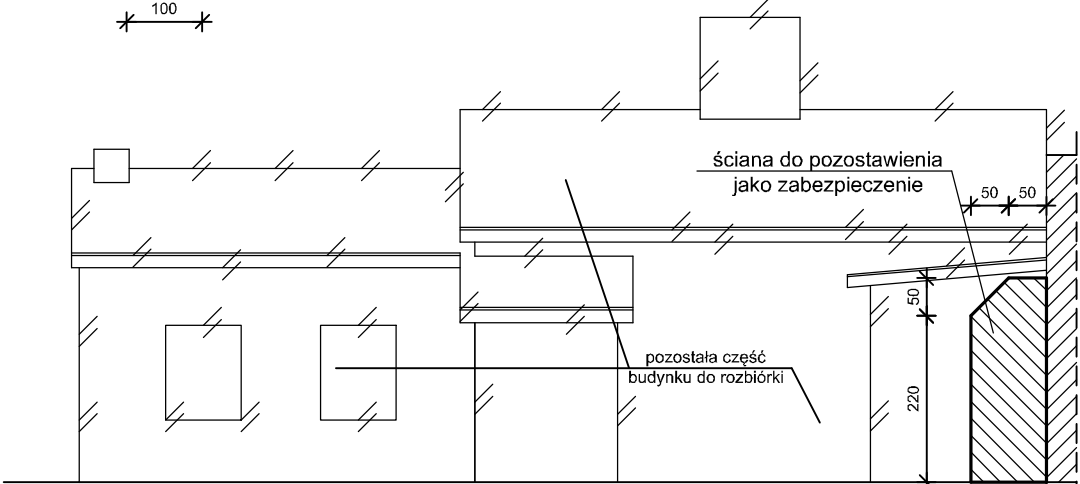 100
ściana do pozostawienia
jako zabezpieczenie
50 50
50
pozostała część
budynku do rozbiórki
220